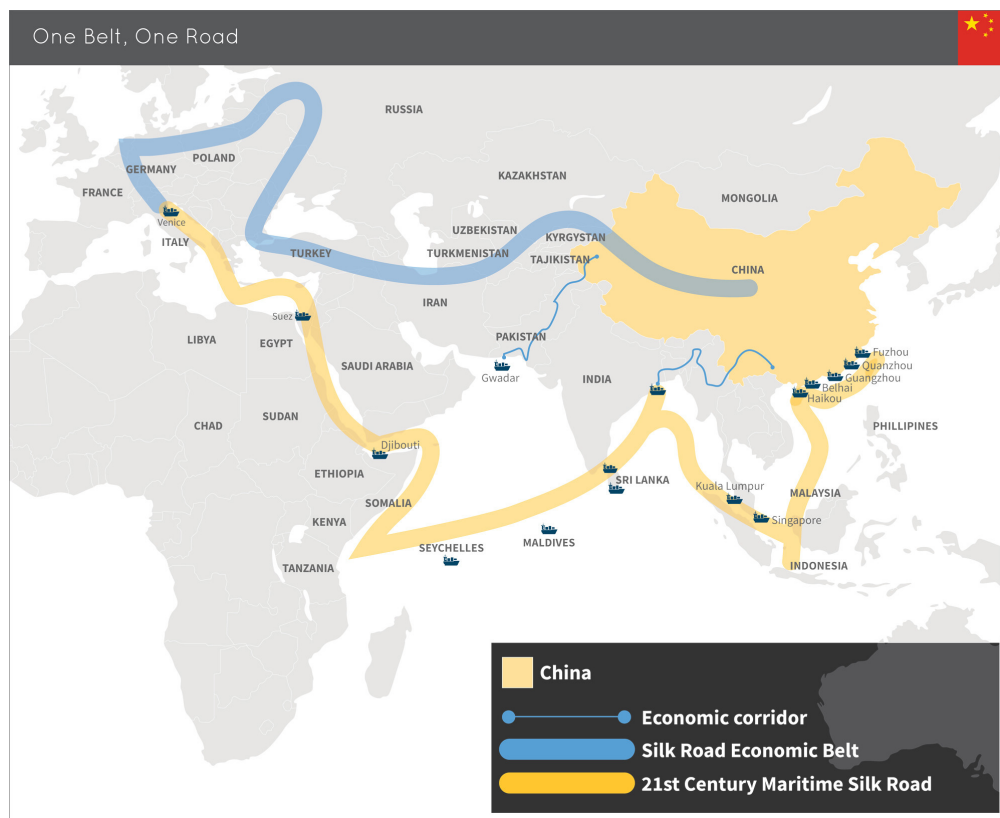 One Belt, One Road
RUSSIA
POLAND
GERMANY
FRANCE
KAZAKHSTAN
MONGOLIA
Venice
ITALY
UZBEKISTAN
KYRGYSTAN
TURKEY
TURKMENISTAN
TAJIKISTAN
CHINA
IRAN
Suez
LIBYA
EGYPT
PAKISTAN
SAUDI ARABIA
Gwadar
INDIA
Fuzhou
Quanzhou
Guangzhou
Belhai
Haikou
CHAD
SUDAN
PHILLIPINES
Djibouti
ETHIOPIA
SRI LANKA
Kuala Lumpur
MALAYSIA
SOMALIA
KENYA
Singapore
SEYCHELLES
MALDIVES
TANZANIA
INDONESIA
China
Economic corridor
Silk Road Economic Belt
21st Century Maritime Silk Road